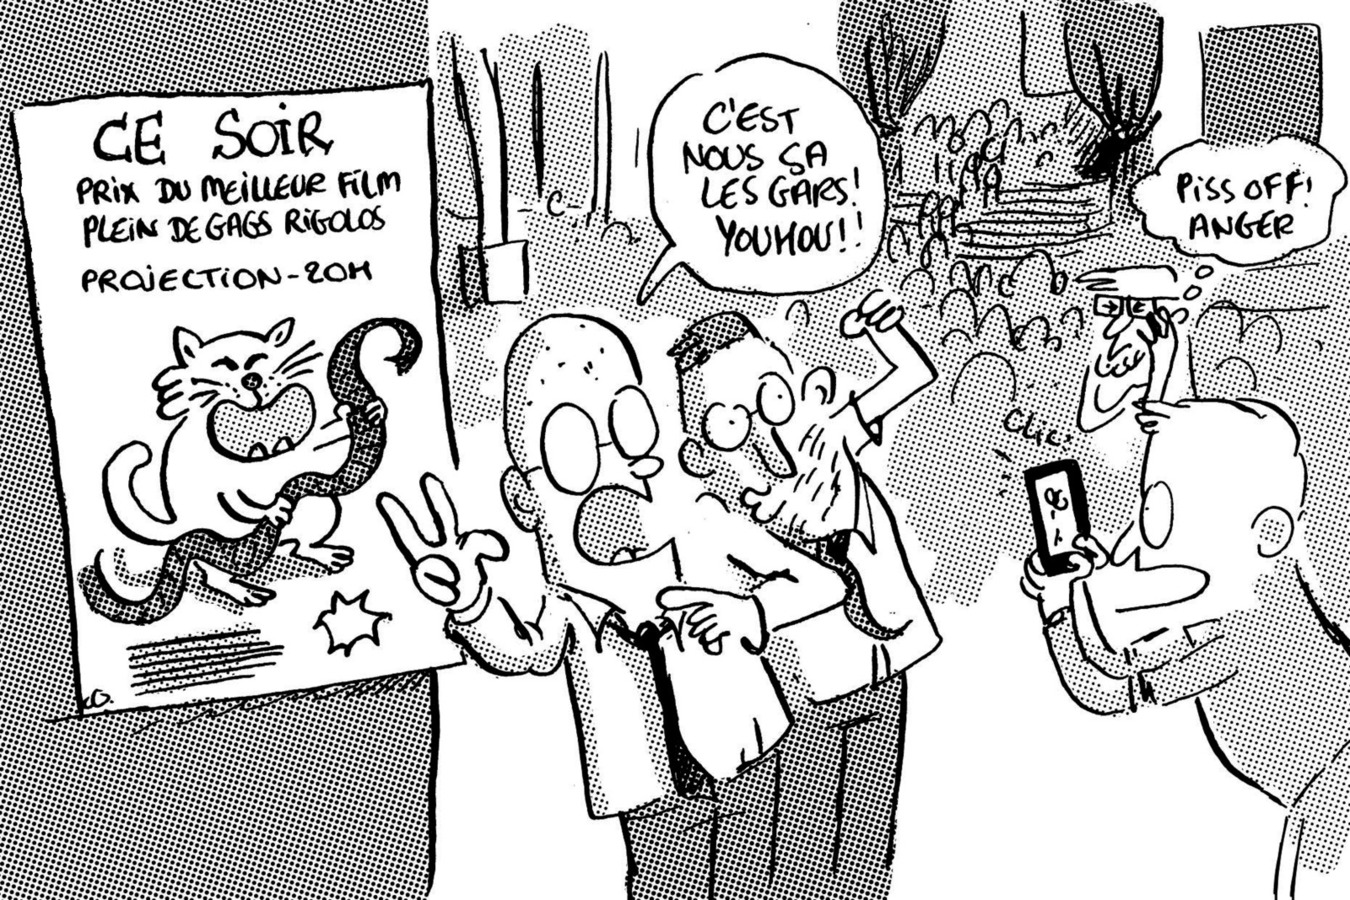 CE SOIR
PRIX DU MEILLEUR FILM
PLEIN DE GAGS RIGOLOS
PROJECTION - 20H
C'EST
NOUS ÇA
LES GARS!
YOUHOU!!
PISS OFF!
ANGER
CLIC!